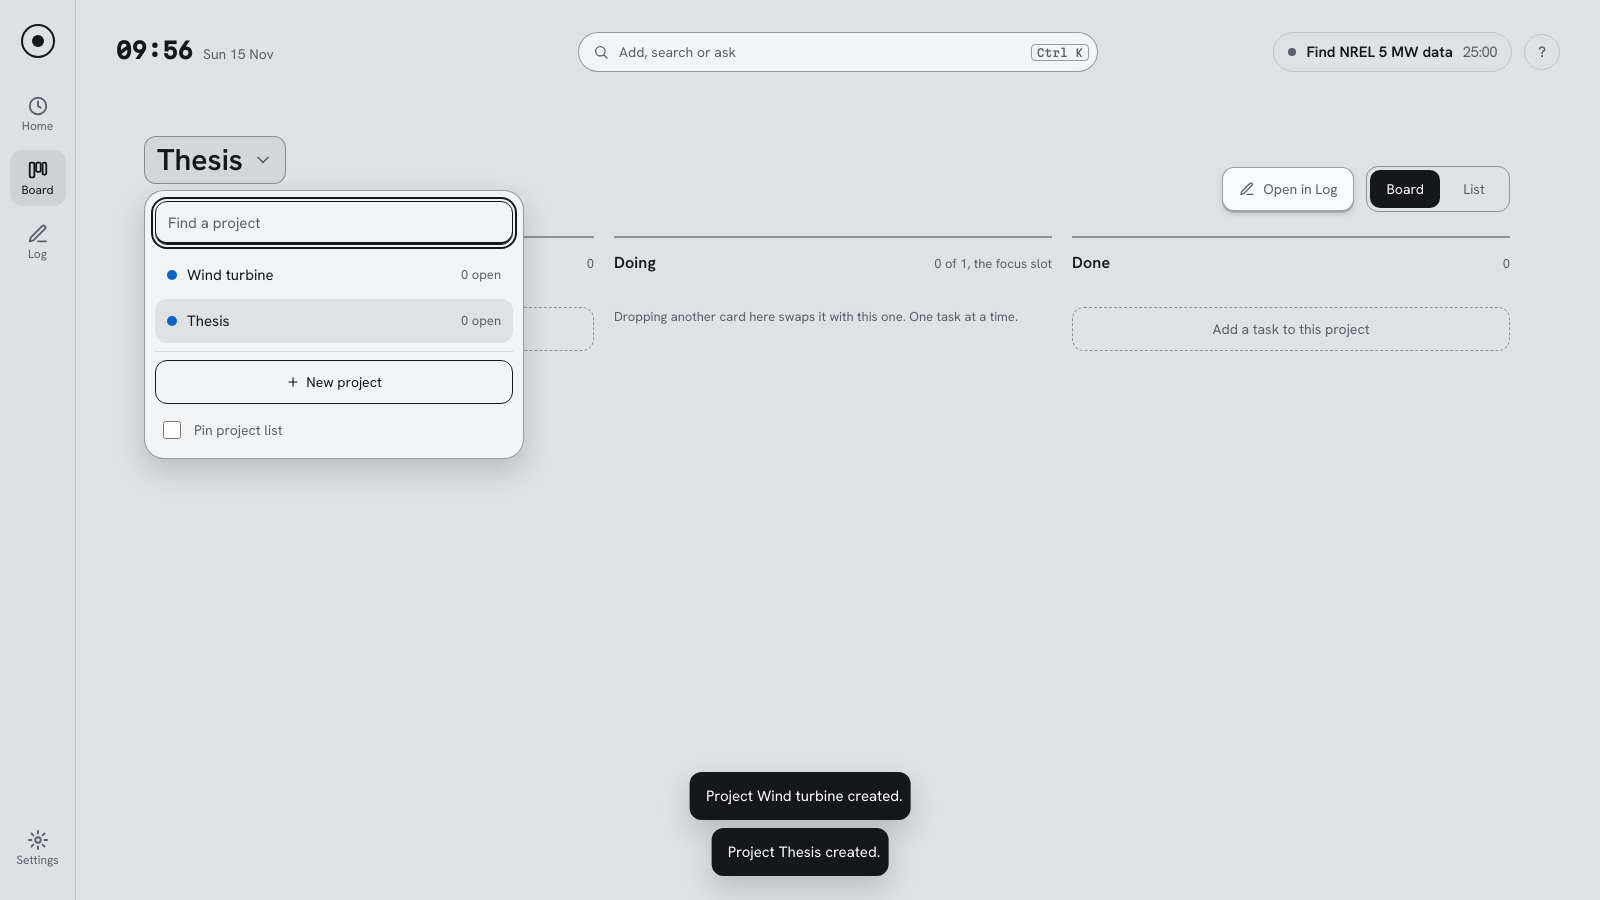 09:56 Sun 15 Nov
Add, search or ask
Ctrl K
Find NREL 5 MW data 25:00
?
Home
Board
Log
Settings
Thesis
Open in Log
Board
List
Find a project
Wind turbine 0 open
Thesis 0 open
+ New project
Pin project list
0
Doing 0 of 1, the focus slot
Dropping another card here swaps it with this one. One task at a time.
Done 0
Add a task to this project
Project Wind turbine created.
Project Thesis created.